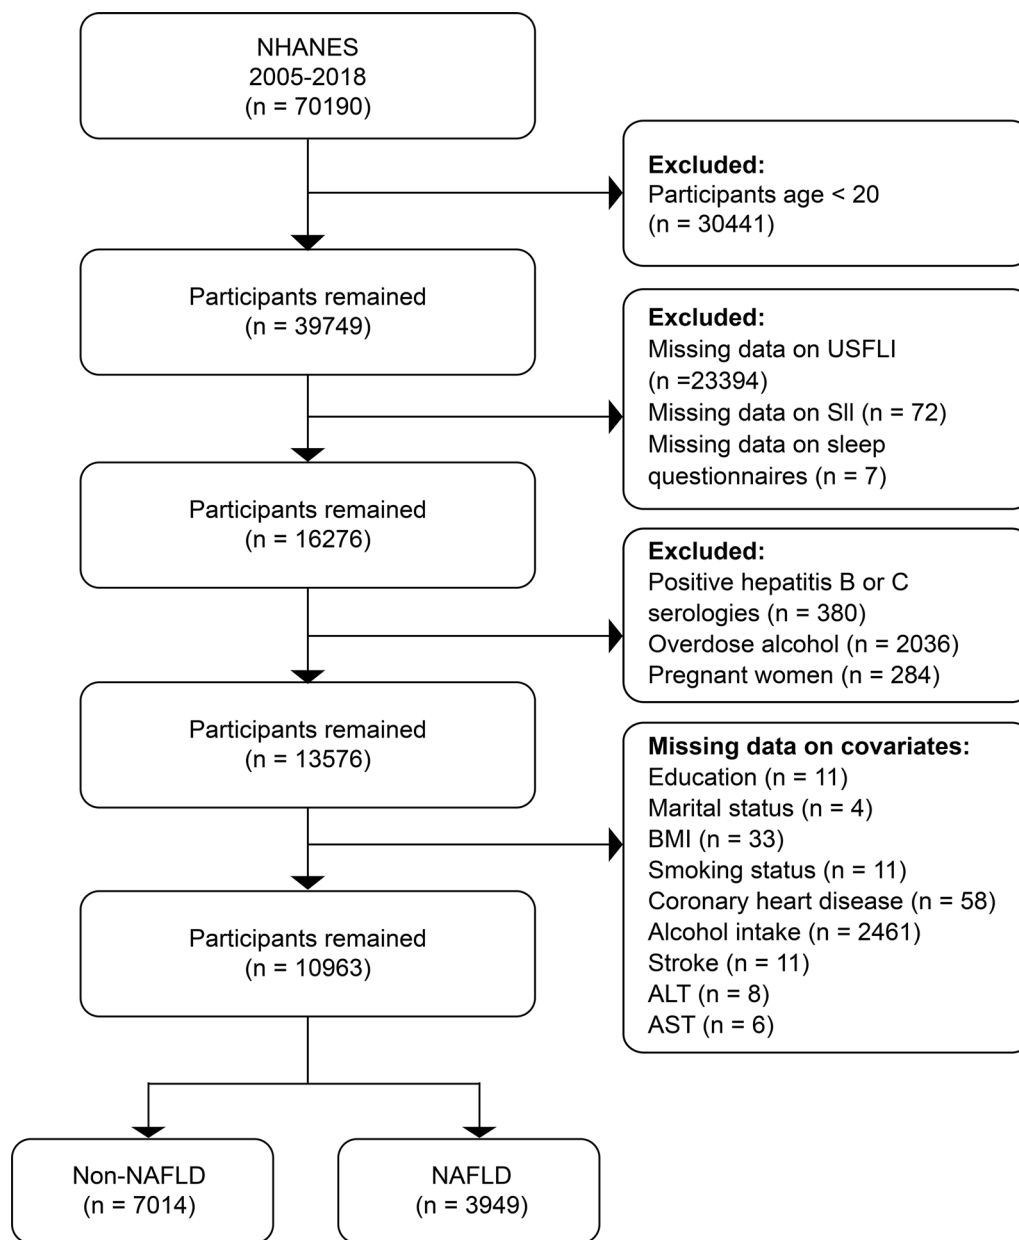 NHANES
2005-2018
(n = 70190)
Excluded:
Participants age < 20
(n = 30441)
Participants remained
(n = 39749)
Excluded:
Missing data on USFLI
(n =23394)
Missing data on SII (n = 72)
Missing data on sleep
questionnaires (n = 7)
Participants remained
(n = 16276)
Excluded:
Positive hepatitis B or C
serologies (n = 380)
Overdose alcohol (n = 2036)
Pregnant women (n = 284)
Participants remained
(n = 13576)
Missing data on covariates:
Education (n = 11)
Marital status (n = 4)
BMI (n = 33)
Smoking status (n = 11)
Coronary heart disease (n = 58)
Alcohol intake (n = 2461)
Stroke (n = 11)
ALT (n = 8)
AST (n = 6)
Participants remained
(n = 10963)
Non-NAFLD
(n = 7014)
NAFLD
(n = 3949)